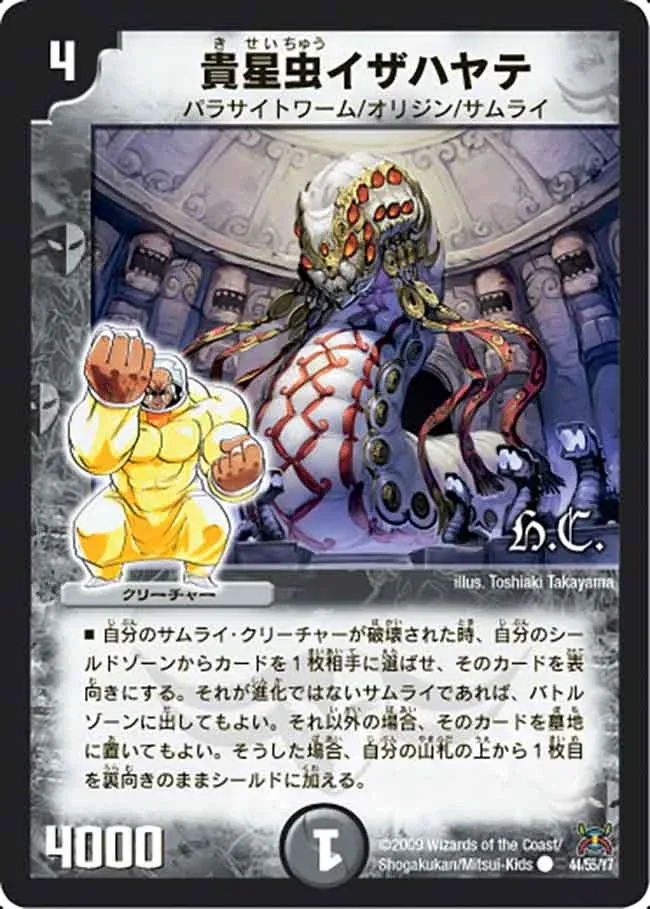 4
き せいちゅう
貴星虫イザハヤテ
パラサイトワーム/オリジン/サムライ
h.C.
illus. Toshiaki Takayama
クリーチャー
■ 自分のサムライ・クリーチャーが破壊された時、自分のシー
ルドゾーンからカードを1枚相手に選ばせ、そのカードを表
向きにする。それが進化ではないサムライであれば、バトル
ゾーンに出してもよい。それ以外の場合、そのカードを墓地
に置いてもよい。そうした場合、自分の山札の上から1枚目
を裏向きのままシールドに加える。
4000
1
©2009 Wizards of the Coast/
Shogakukan/Mitsui-Kids
44/55/Y7